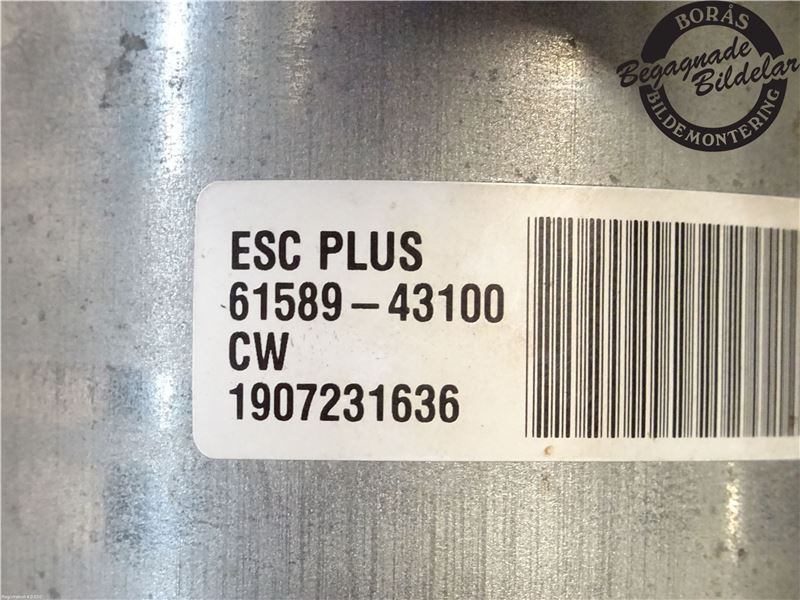 BORÅS
Begagnade
Bildelar
BILDEMONTERING
ESC PLUS
61589-43100
CW
1907231636